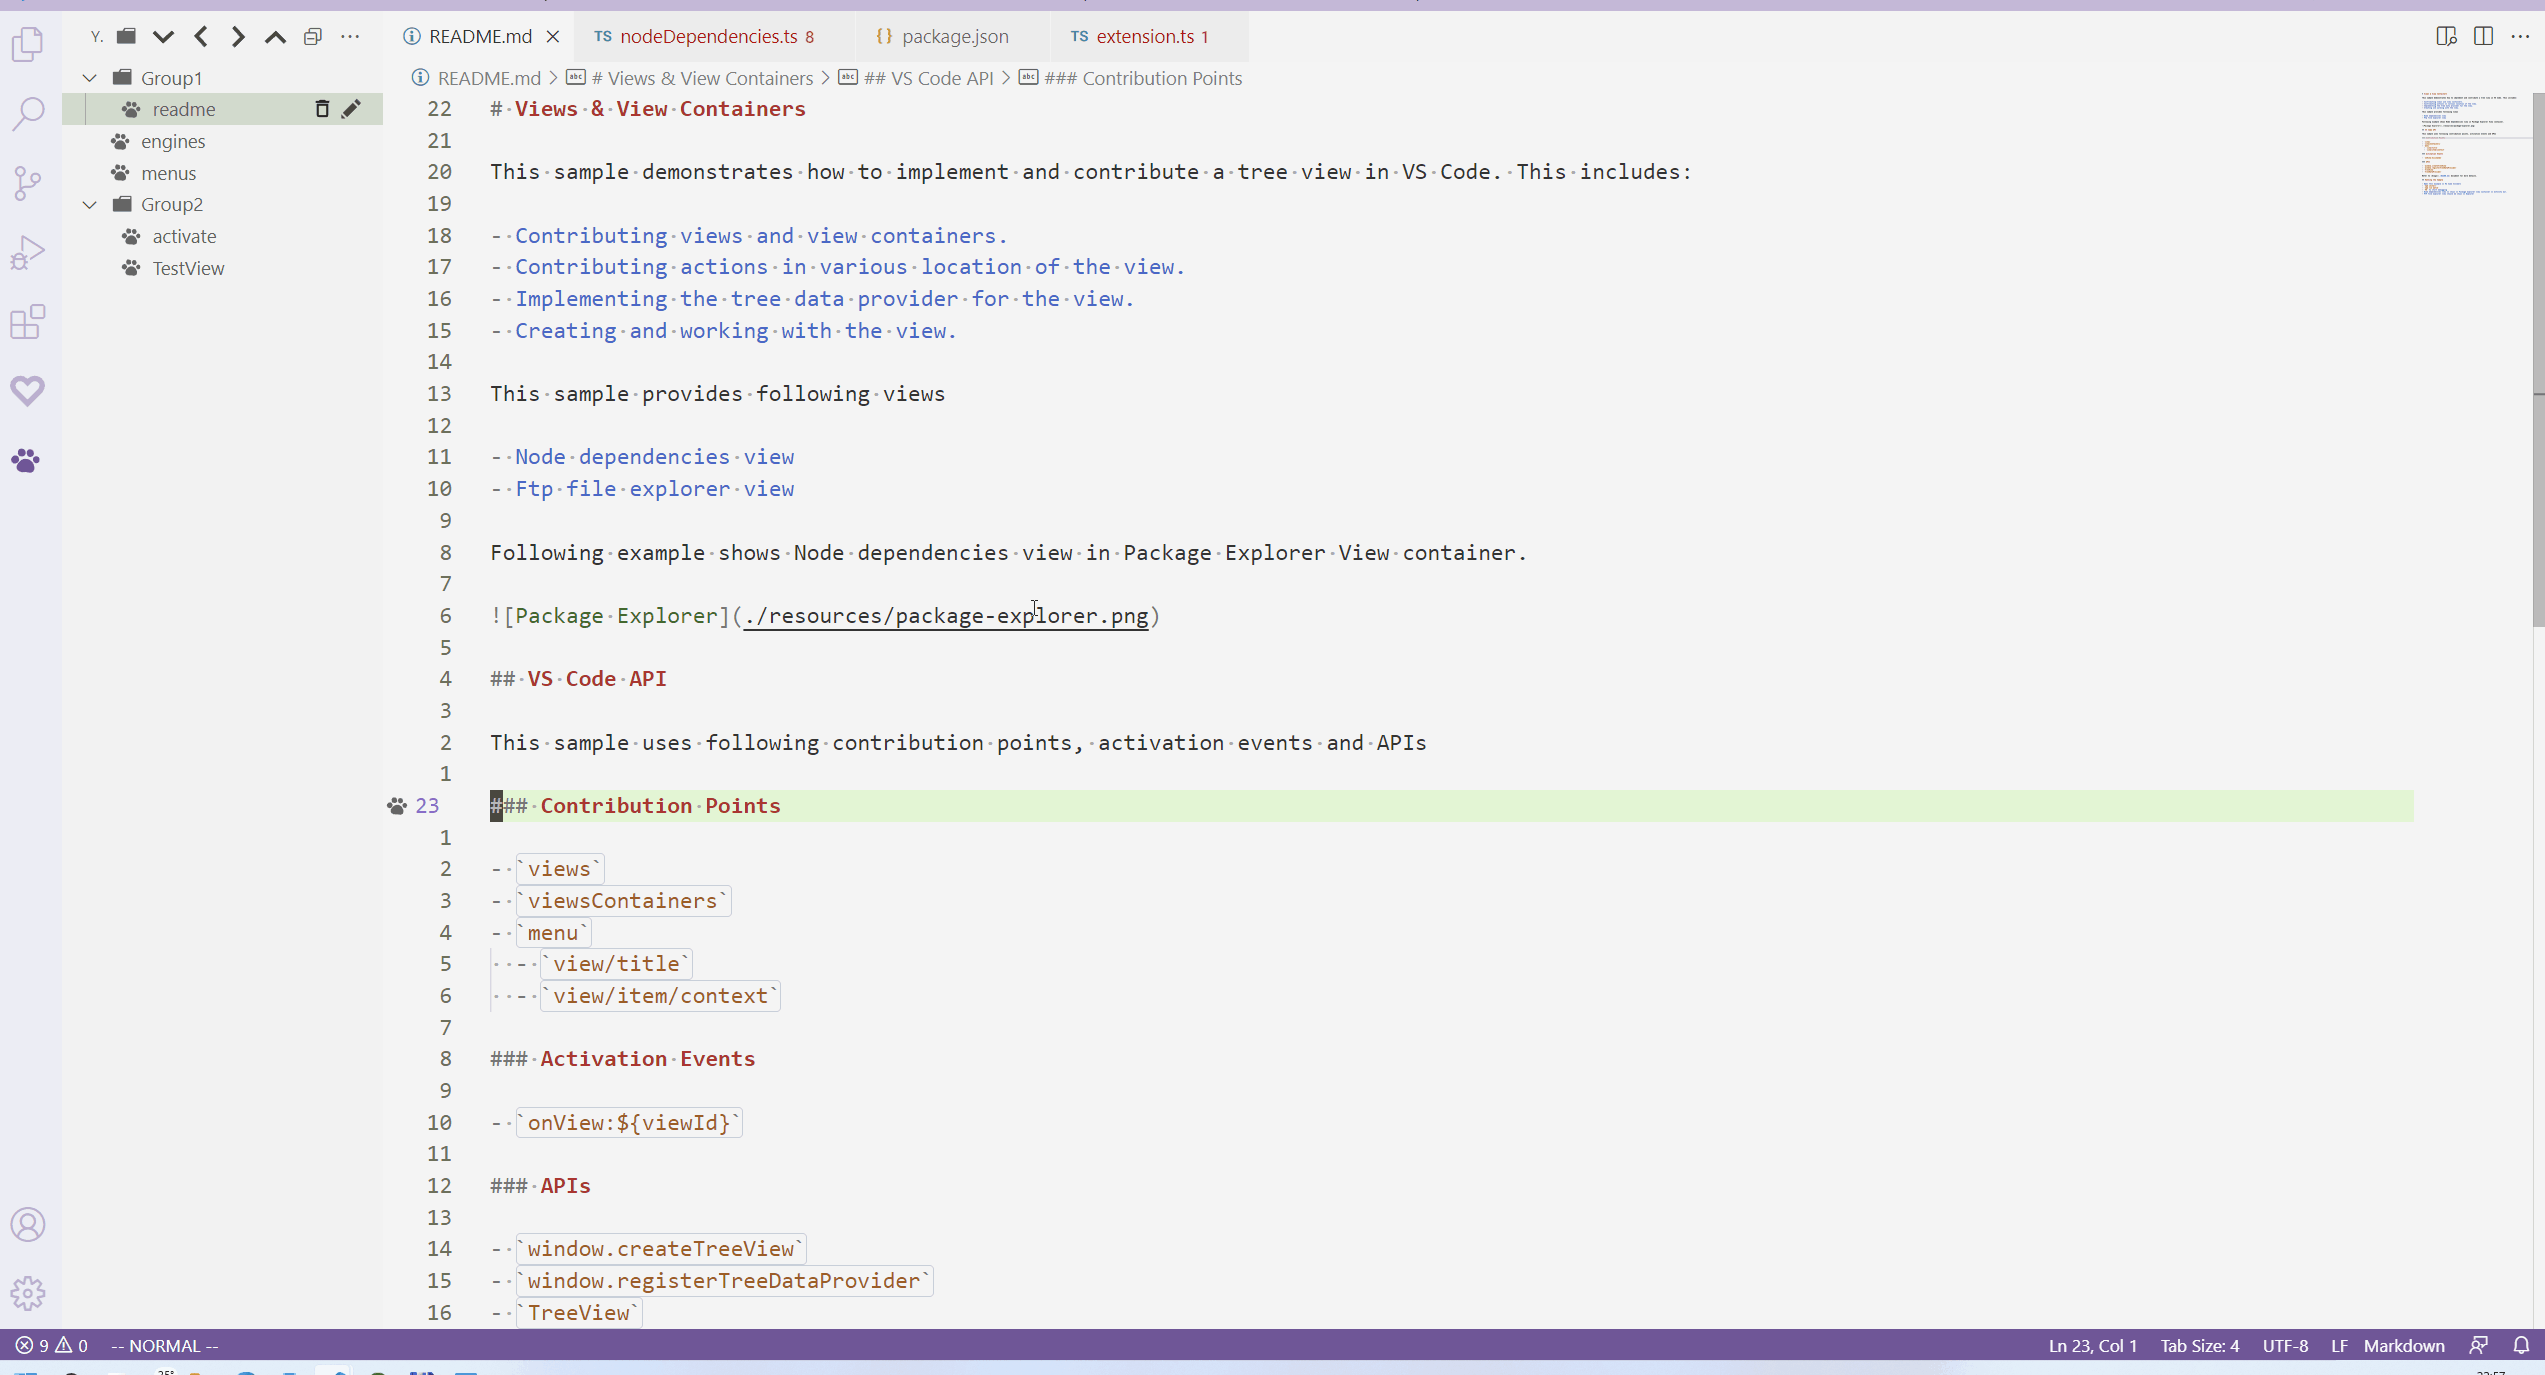 Y.
README.md
TS nodeDependencies.ts 8
{} package.json
TS extension.ts 1
README.md > # Views & View Containers > ## VS Code API > ### Contribution Points
Group1
readme
engines
menus
Group2
activate
TestView
22 # Views & View Containers
21
20 This sample demonstrates how to implement and contribute a tree view in VS Code. This includes:
19
18 - Contributing views and view containers.
17 - Contributing actions in various location of the view.
16 - Implementing the tree data provider for the view.
15 - Creating and working with the view.
14
13 This sample provides following views
12
11 - Node dependencies view
10 - Ftp file explorer view
9
8 Following example shows Node dependencies view in Package Explorer View container.
7
6 ![Package Explorer](./resources/package-explorer.png)
5
4 ## VS Code API
3
2 This sample uses following contribution points, activation events and APIs
1
23 ### Contribution Points
1
2 - `views`
3 - `viewsContainers`
4 - `menu`
5   - `view/title`
6   - `view/item/context`
7
8 ### Activation Events
9
10 - `onView:${viewId}`
11
12 ### APIs
13
14 - `window.createTreeView`
15 - `window.registerTreeDataProvider`
16 - `TreeView`
9 0 -- NORMAL -- Ln 23, Col 1 Tab Size: 4 UTF-8 LF Markdown